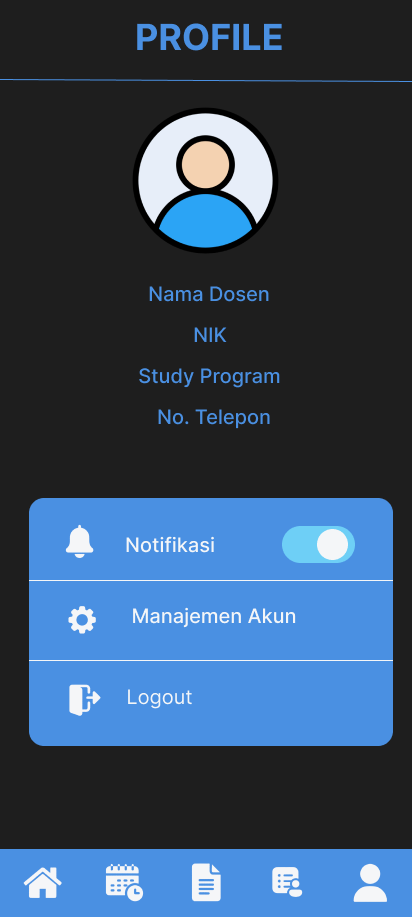 PROFILE
Nama Dosen
NIK
Study Program
No. Telepon
Notifikasi
Manajemen Akun
Logout